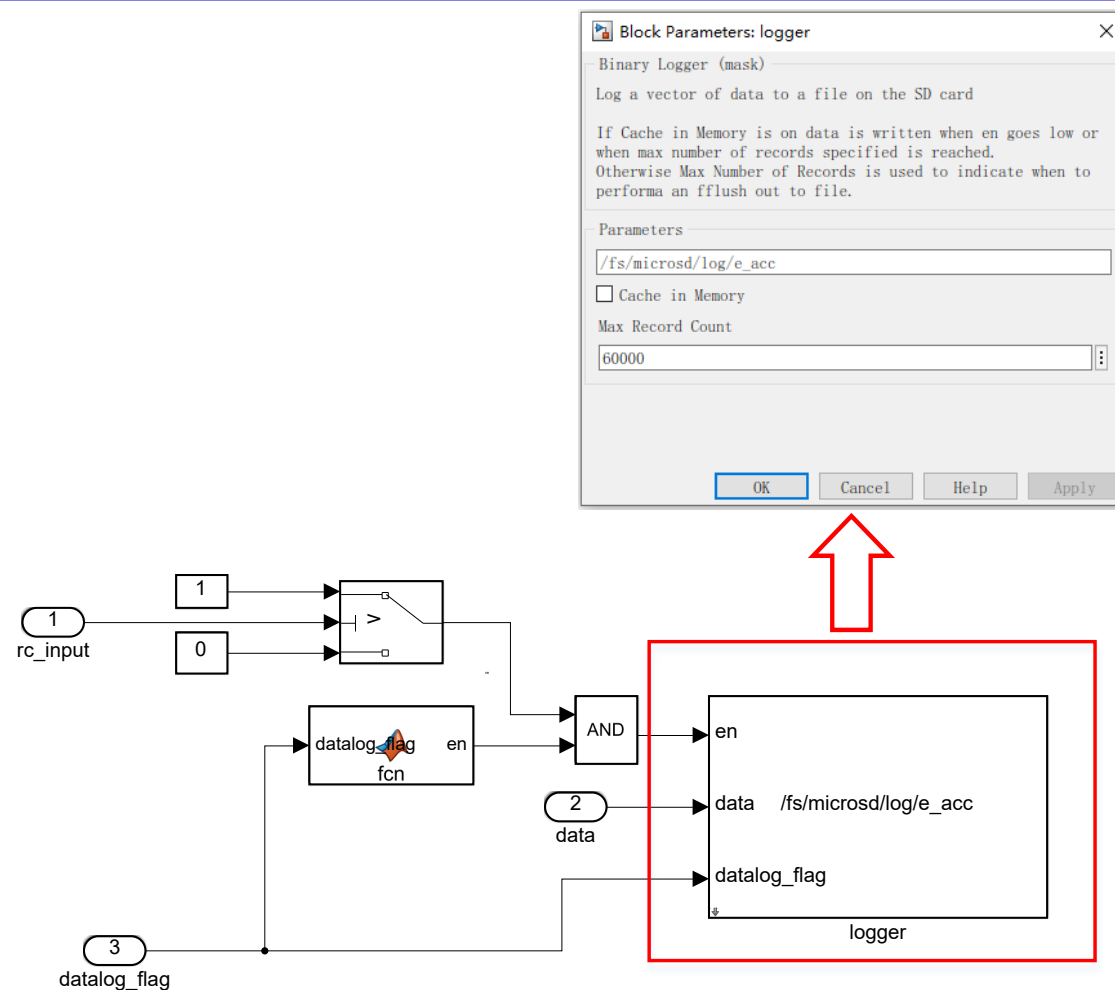 Block Parameters: logger
Binary Logger (mask)
Log a vector of data to a file on the SD card
If Cache in Memory is on data is written when en goes low or
when max number of records specified is reached.
Otherwise Max Number of Records is used to indicate when to
performa an fflush out to file.
Parameters
/fs/microsd/log/e_acc
Cache in Memory
Max Record Count
60000
OK Cancel Help Apply
1
1
rc_input
>
0
AND
en
datalog_flag en
fcn
2
data
data /fs/microsd/log/e_acc
datalog_flag
logger
3
datalog_flag